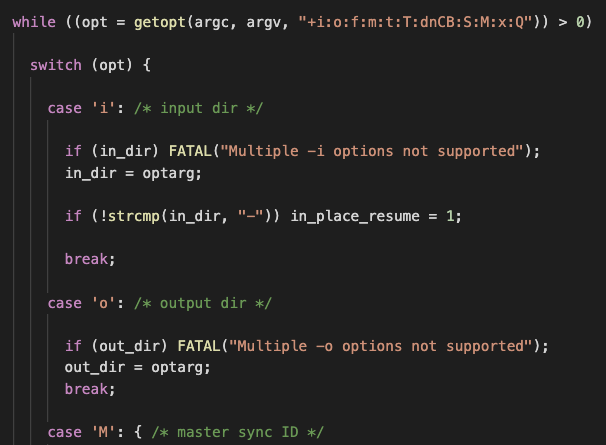 while ((opt = getopt(argc, argv, "+i:o:f:m:t:T:dnCB:S:M:x:Q")) > 0)
switch (opt) {
case 'i': /* input dir */
if (in_dir) FATAL("Multiple -i options not supported");
in_dir = optarg;
if (!strcmp(in_dir, "-")) in_place_resume = 1;
break;
case 'o': /* output dir */
if (out_dir) FATAL("Multiple -o options not supported");
out_dir = optarg;
break;
case 'M': { /* master sync ID */